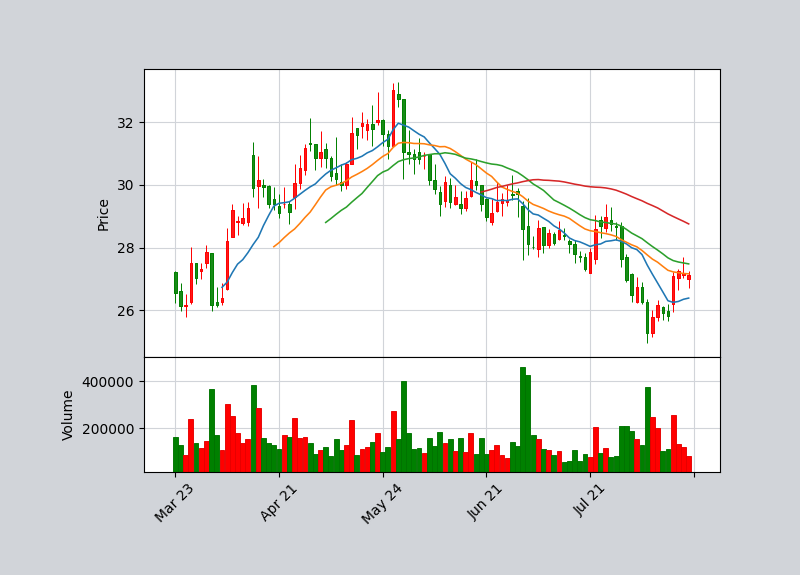 Price
32
30
28
26
Volume
400000
200000
Mar 23
Apr 21
May 24
Jun 21
Jul 21